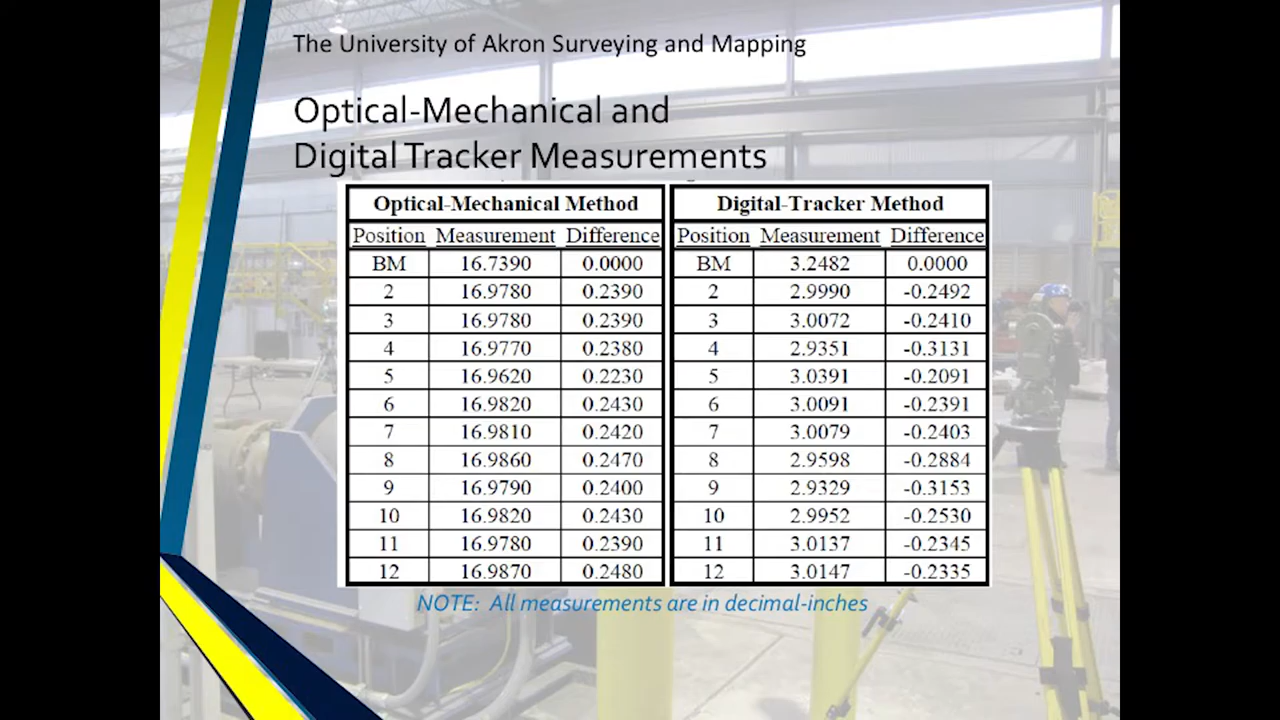 The University of Akron Surveying and Mapping
Optical-Mechanical and
Digital Tracker Measurements
Optical-Mechanical Method Digital-Tracker Method
Position Measurement Difference Position Measurement Difference
BM 16.7390 0.0000 BM 3.2482 0.0000
2 16.9780 0.2390 2 2.9990 -0.2492
3 16.9780 0.2390 3 3.0072 -0.2410
4 16.9770 0.2380 4 2.9351 -0.3131
5 16.9620 0.2230 5 3.0391 -0.2091
6 16.9820 0.2430 6 3.0091 -0.2391
7 16.9810 0.2420 7 3.0079 -0.2403
8 16.9860 0.2470 8 2.9598 -0.2884
9 16.9790 0.2400 9 2.9329 -0.3153
10 16.9820 0.2430 10 2.9952 -0.2530
11 16.9780 0.2390 11 3.0137 -0.2345
12 16.9870 0.2480 12 3.0147 -0.2335
NOTE: All measurements are in decimal-inches